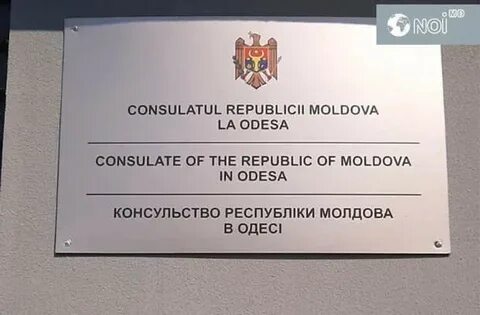 NOI.MD
CONSULATUL REPUBLICII MOLDOVA
LA ODESA
CONSULATE OF THE REPUBLIC OF MOLDOVA
IN ODESA
КОНСУЛЬСТВО РЕСПУБЛІКИ МОЛДОВА
В ОДЕСІ